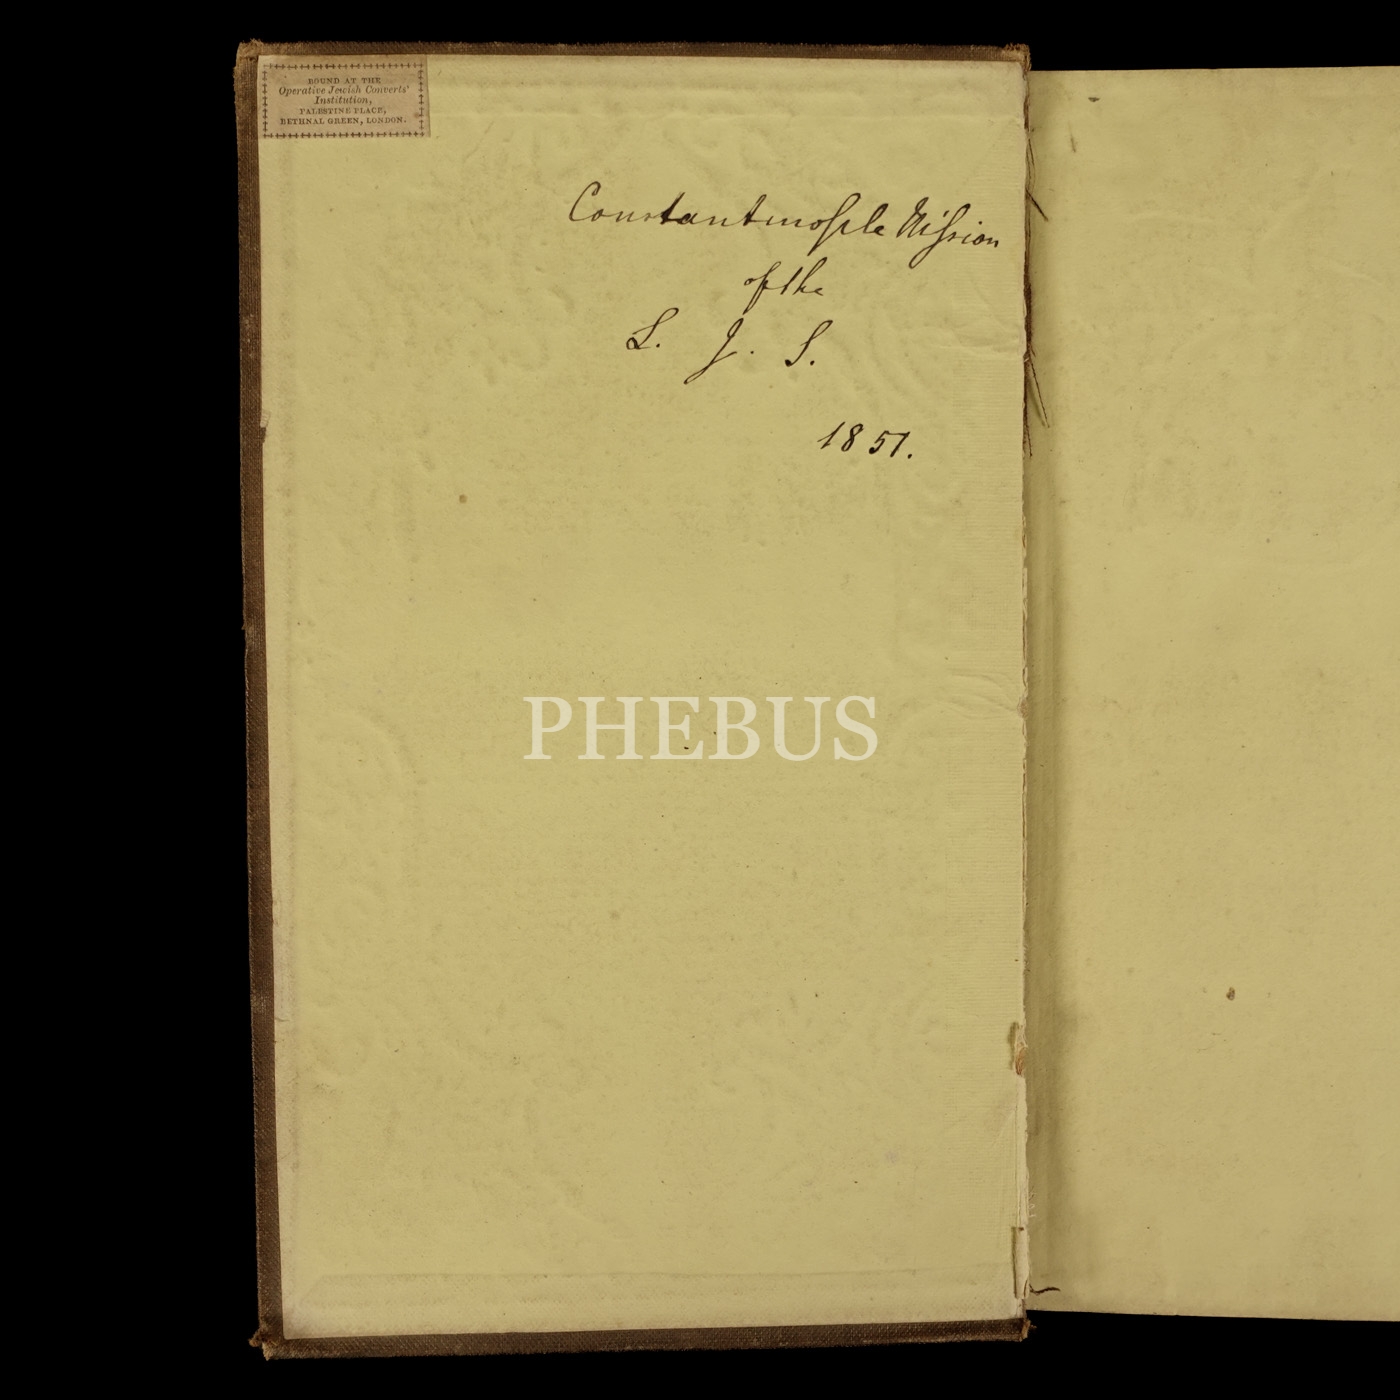 BOUND AT THE
Operative Jewish Converts'
Institution,
PALESTINE PLACE,
BETHNAL GREEN, LONDON.
Constantinople Mission
of the
L. J. S.
1851.
PHEBUS